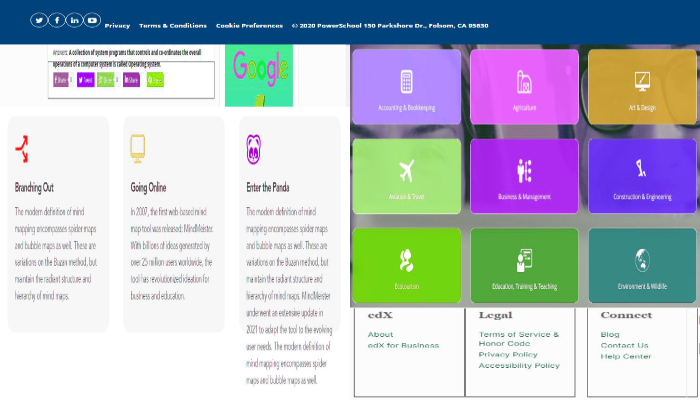 Privacy Terms & Conditions Cookie Preferences © 2020 PowerSchool 150 Parkshore Dr., Folsom, CA 95630
Answers: A collection of system programs that controls and co-ordinates the overall
operations of a computer system is called Operating system.
Google
Branching Out
The modern definition of mind
mapping encompasses spider maps
and bubble maps as well. These are
variations on the Buzan method, but
maintain the radiant structure and
hierarchy of mind maps.
Going Online
In 2007, the first web-based mind
map tool was released: MindMeister.
With billions of ideas generated by
over 25 million users worldwide, the
tool has revolutionized ideation for
business and education.
Enter the Panda
The modern definition of mind
mapping encompasses spider maps
and bubble maps as well. These are
variations on the Buzan method, but
maintain the radiant structure and
hierarchy of mind maps. MindMeister
underwent an extensive update in
2021 to adapt the tool to the evolving
user needs. The modern definition of
mind mapping encompasses spider
maps and bubble maps as well.
Accounting & Bookkeeping
Agriculture
Art & Design
Aviation & Travel
Business & Management
Construction & Engineering
Ecotourism
Education, Training & Teaching
Environment & Wildlife
edX
About
edX for Business
Legal
Terms of Service &
Honor Code
Privacy Policy
Accessibility Policy
Connect
Blog
Contact Us
Help Center